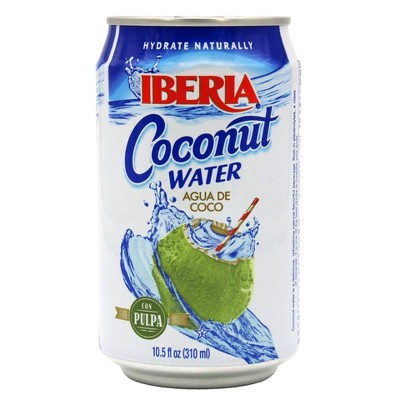 HYDRATE NATURALLY
IBERIA
Coconut
WATER
AGUA DE
COCO
CON
PULPA
10.5 fl oz (310 ml)